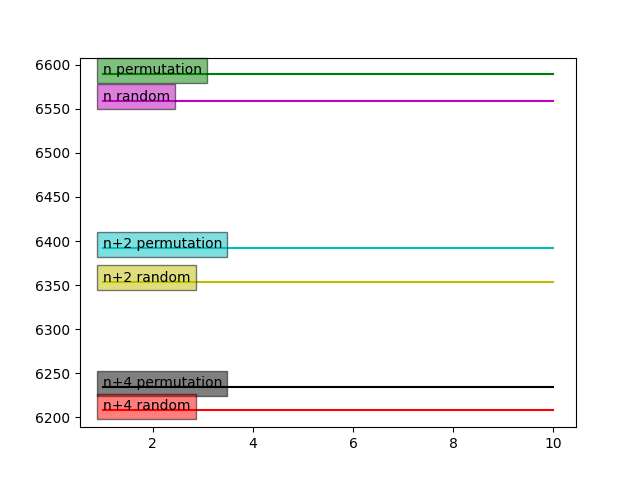 6600
n permutation
n random
6550
6500
6450
6400
n+2 permutation
6350
n+2 random
6300
6250
n+4 permutation
n+4 random
6200
2 4 6 8 10